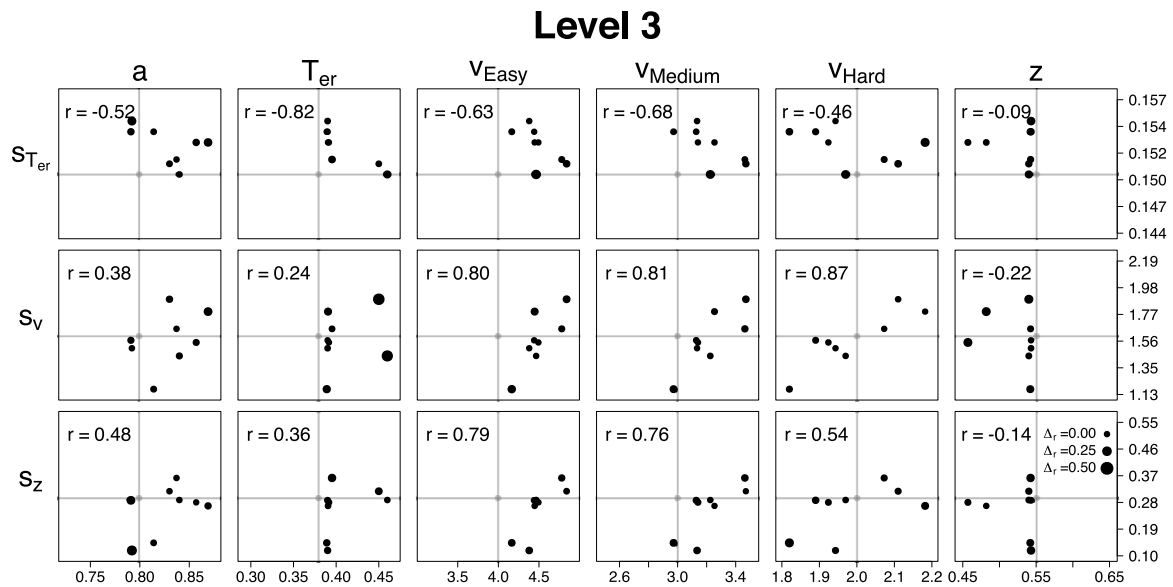 Level 3
a T_er v_Easy v_Medium v_Hard z
s_Ter r = -0.52 r = -0.82 r = -0.63 r = -0.68 r = -0.46 r = -0.09
0.157
0.154
0.152
0.150
0.147
0.144
s_v r = 0.38 r = 0.24 r = 0.80 r = 0.81 r = 0.87 r = -0.22
2.19
1.98
1.77
1.56
1.35
1.13
s_z r = 0.48 r = 0.36 r = 0.79 r = 0.76 r = 0.54 r = -0.14
Δr =0.00
Δr =0.25
Δr =0.50
0.55
0.46
0.37
0.28
0.19
0.10
0.75 0.80 0.85 0.30 0.35 0.40 0.45 3.5 4.0 4.5 2.6 3.0 3.4 1.8 1.9 2.0 2.1 2.2 0.45 0.55 0.65